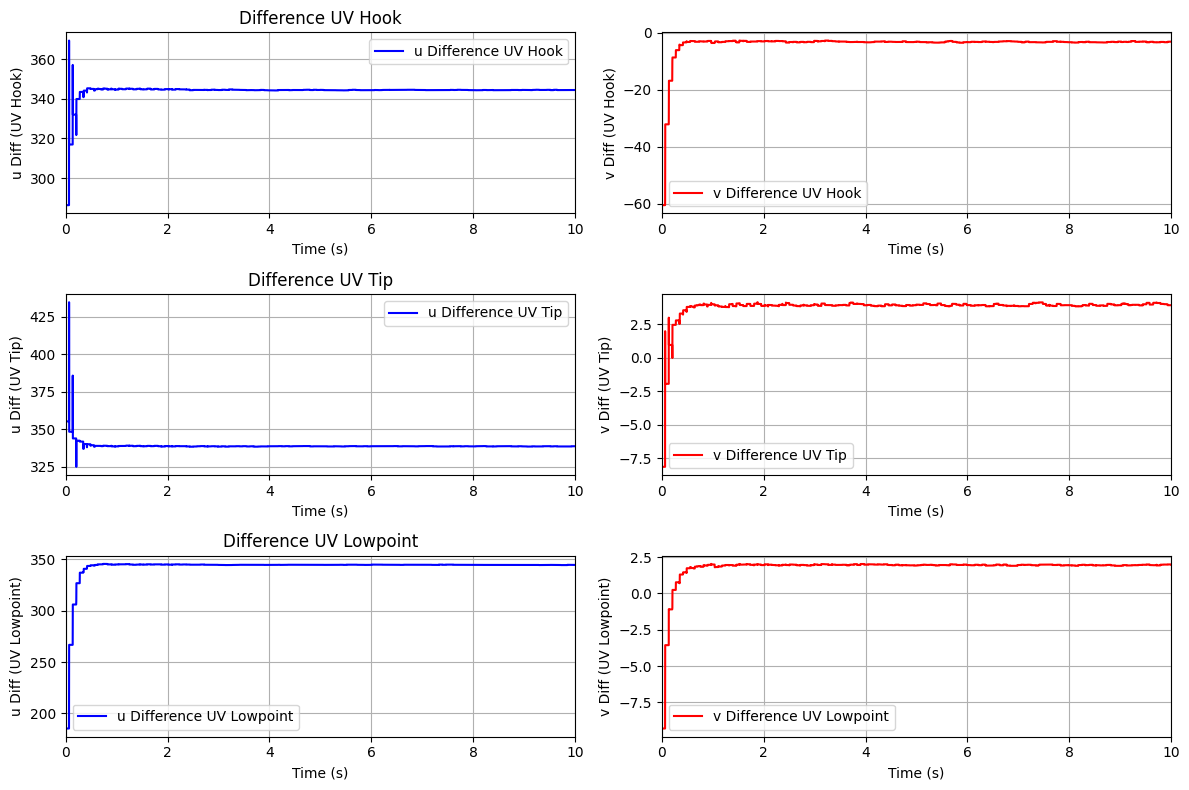 Difference UV Hook
u Diff (UV Hook)
360
340
320
300
u Difference UV Hook
0 2 4 6 8 10
Time (s)
v Diff (UV Hook)
0
−20
−40
−60
v Difference UV Hook
0 2 4 6 8 10
Time (s)
Difference UV Tip
u Diff (UV Tip)
425
400
375
350
325
u Difference UV Tip
0 2 4 6 8 10
Time (s)
v Diff (UV Tip)
2.5
0.0
−2.5
−5.0
−7.5
v Difference UV Tip
0 2 4 6 8 10
Time (s)
Difference UV Lowpoint
u Diff (UV Lowpoint)
350
300
250
200
u Difference UV Lowpoint
0 2 4 6 8 10
Time (s)
v Diff (UV Lowpoint)
2.5
0.0
−2.5
−5.0
−7.5
v Difference UV Lowpoint
0 2 4 6 8 10
Time (s)